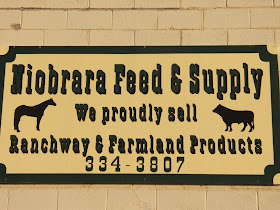 Niobrara Feed & Supply
We proudly sell
Ranchway & Farmland Products
334-3807